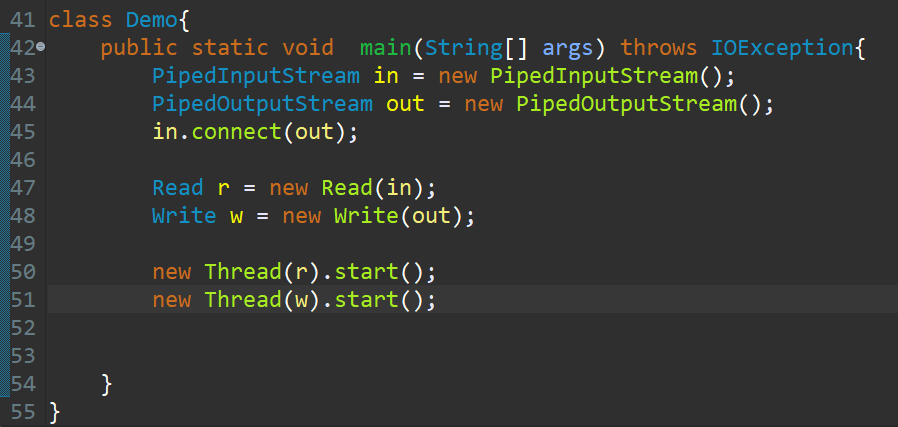 41 class Demo{
42     public static void  main(String[] args) throws IOException{
43         PipedInputStream in = new PipedInputStream();
44         PipedOutputStream out = new PipedOutputStream();
45         in.connect(out);
46
47         Read r = new Read(in);
48         Write w = new Write(out);
49
50         new Thread(r).start();
51         new Thread(w).start();
52
53
54     }
55 }